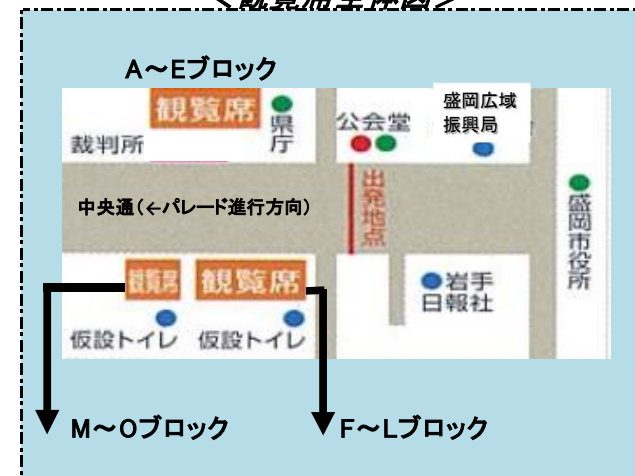 A~Eブロック
観覧席
県庁
裁判所
公会堂
盛岡広域
振興局
中央通(←パレード進行方向)
出発地点
盛岡市役所
観覧席
観覧席
岩手
日報社
仮設トイレ
仮設トイレ
M~Oブロック
F~Lブロック